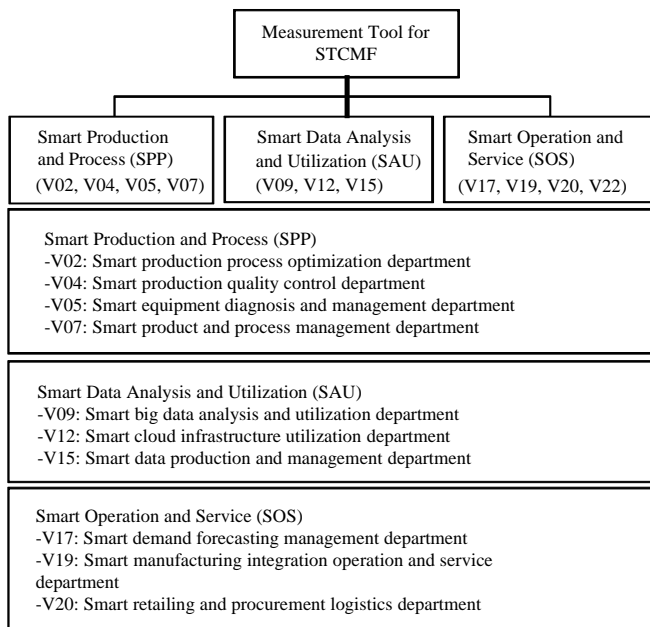 Measurement Tool for
STCMF
Smart Production
and Process (SPP)
(V02, V04, V05, V07)
Smart Data Analysis
and Utilization (SAU)
(V09, V12, V15)
Smart Operation and
Service (SOS)
(V17, V19, V20, V22)
Smart Production and Process (SPP)
-V02: Smart production process optimization department
-V04: Smart production quality control department
-V05: Smart equipment diagnosis and management department
-V07: Smart product and process management department
Smart Data Analysis and Utilization (SAU)
-V09: Smart big data analysis and utilization department
-V12: Smart cloud infrastructure utilization department
-V15: Smart data production and management department
Smart Operation and Service (SOS)
-V17: Smart demand forecasting management department
-V19: Smart manufacturing integration operation and service
department
-V20: Smart retailing and procurement logistics department